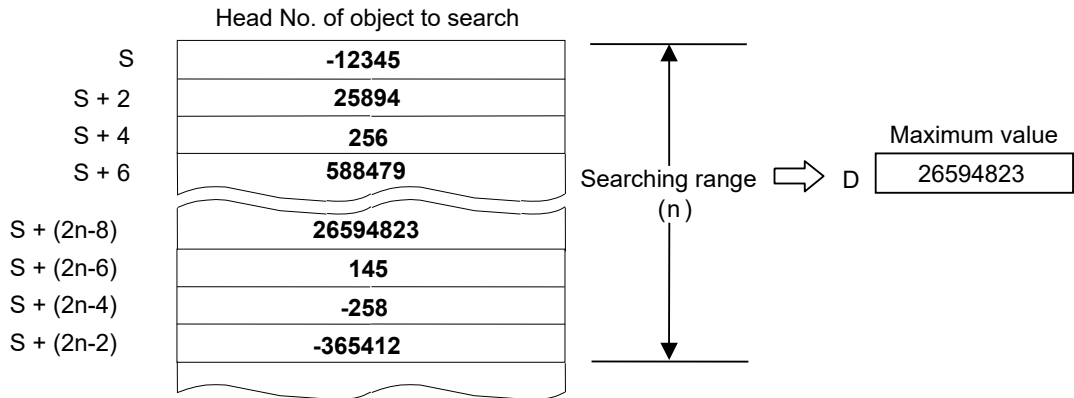 Head No. of object to search
S -12345
S + 2 25894
S + 4 256
S + 6 588479
S + (2n-8) 26594823
S + (2n-6) 145
S + (2n-4) -258
S + (2n-2) -365412
Searching range
(n)
Maximum value
D 26594823